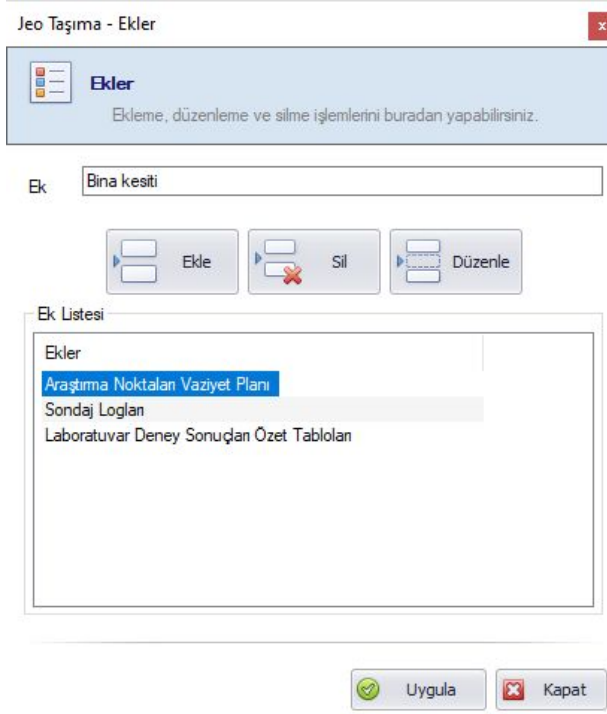 Jeo Taşıma - Ekler
x
Ekler
Ekleme, düzenleme ve silme işlemlerini buradan yapabilirsiniz.
Ek
Bina kesiti
Ekle
Sil
Düzenle
Ek Listesi
Ekler
Araştırma Noktaları Vaziyet Planı
Sondaj Logları
Laboratuvar Deney Sonuçları Özet Tabloları
Uygula
Kapat